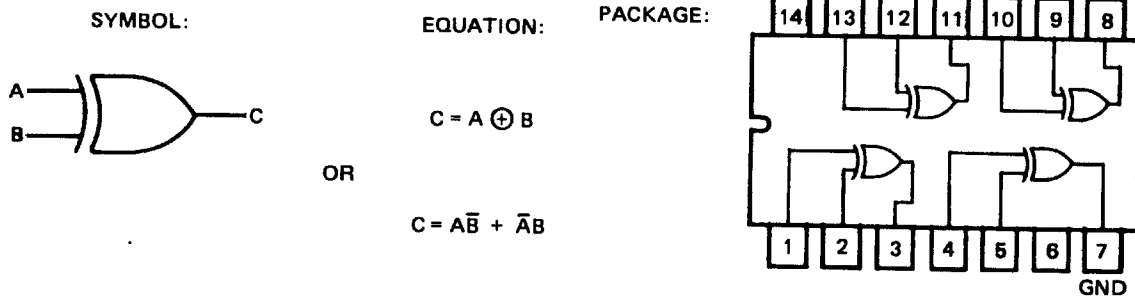 SYMBOL:
EQUATION:
PACKAGE:
A
B
C
C = A ⊕ B
OR
C = AB̅ + A̅B
14 13 12 11 10 9 8
1 2 3 4 5 6 7
GND